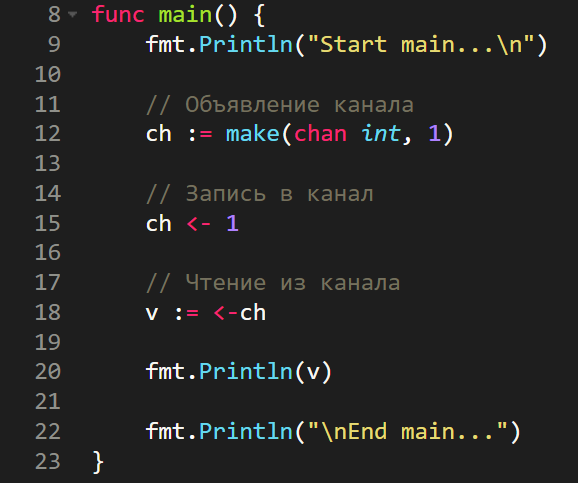 8 func main() {
9 fmt.Println("Start main...\n")
10
11 // Объявление канала
12 ch := make(chan int, 1)
13
14 // Запись в канал
15 ch <- 1
16
17 // Чтение из канала
18 v := <-ch
19
20 fmt.Println(v)
21
22 fmt.Println("\nEnd main...")
23 }